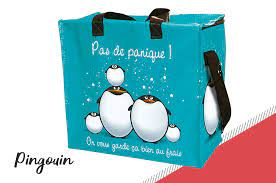 Pas de panique !
On vous garde ça bien au frais
Pingouin